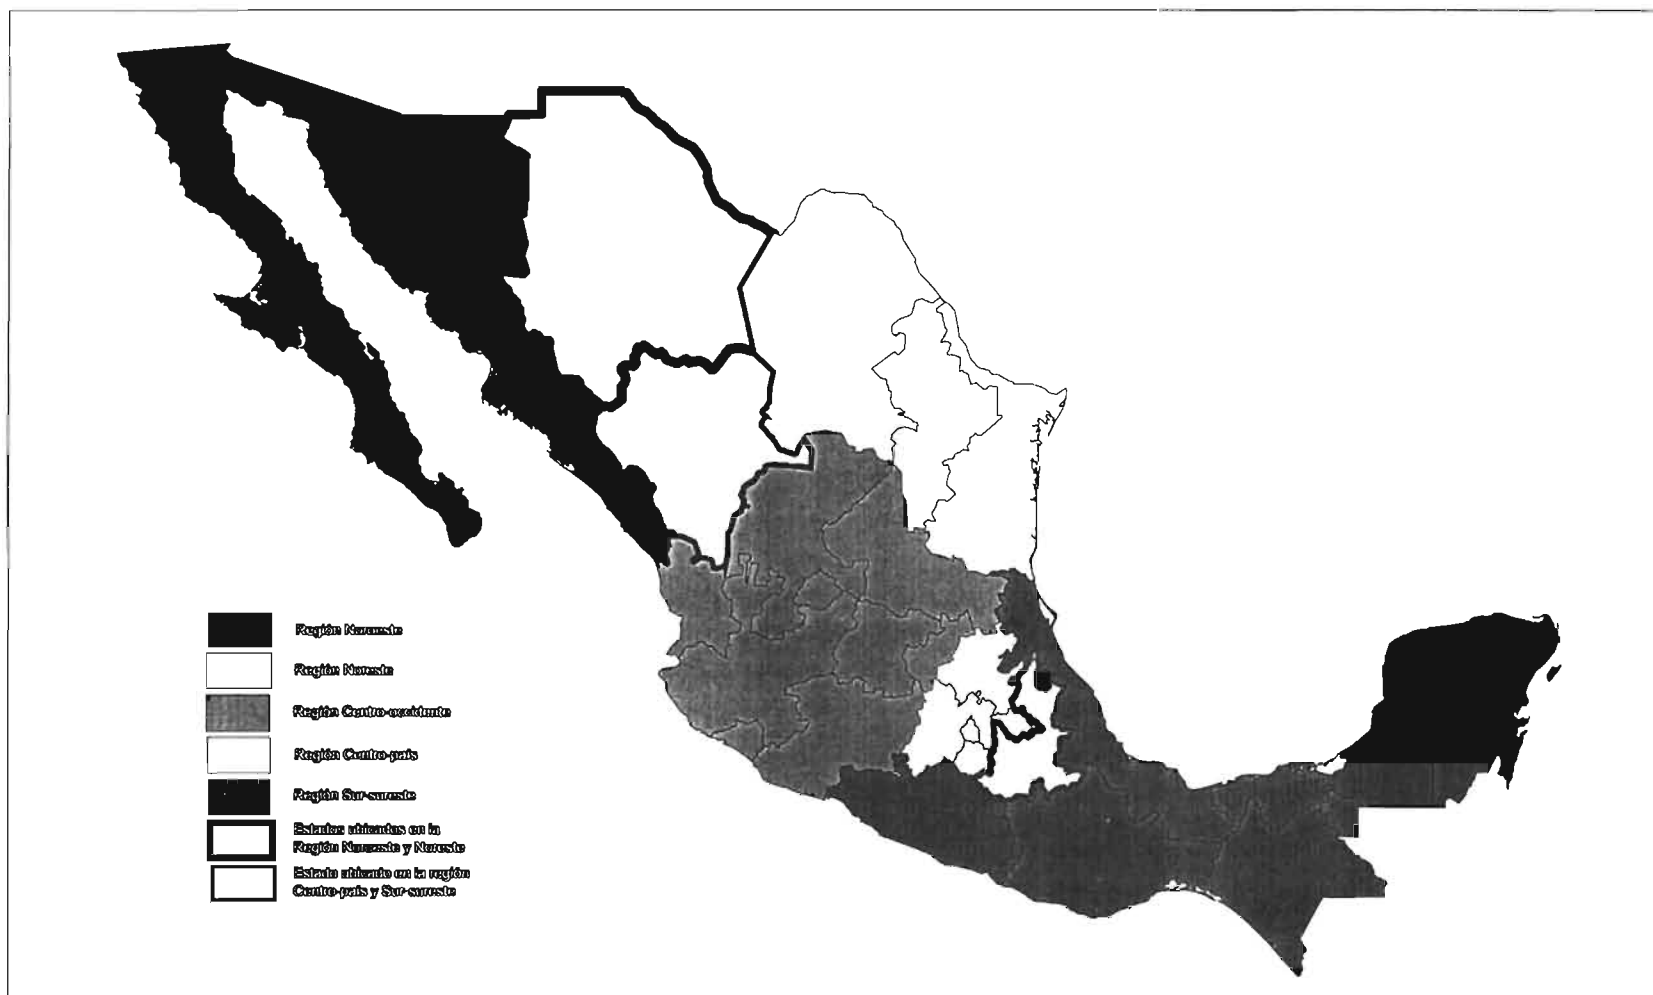 Región Noroeste
Región Noreste
Región Centro-occidente
Región Centro-país
Región Sur-sureste
Estados ubicados en la
Región Noroeste y Noreste
Estado ubicado en la región
Centro-país y Sur-sureste